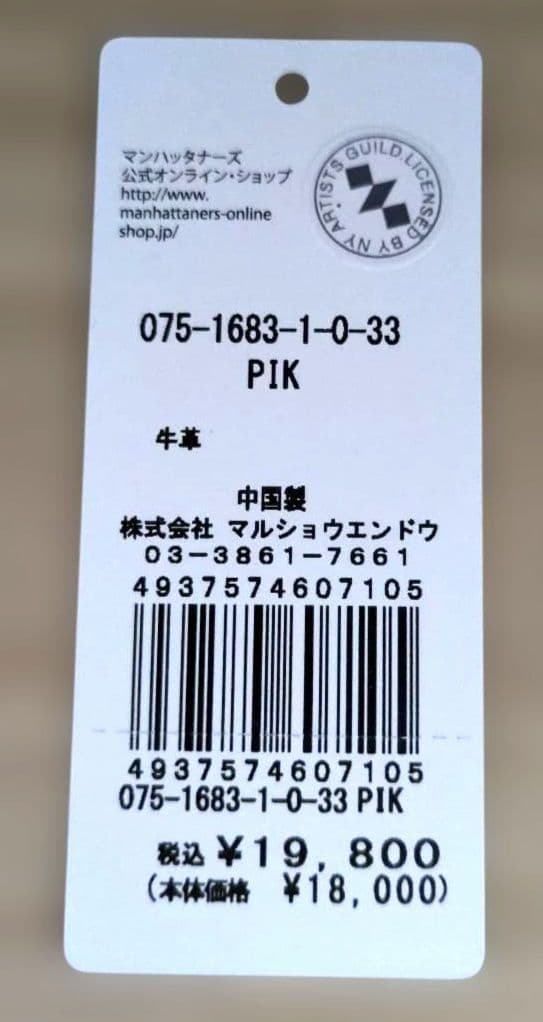 マンハッタナーズ
公式オンライン・ショップ
http://www.
manhattaners-online
shop.jp/
NY ARTISTS GUILD. LICENSED BY
075-1683-1-0-33
PIK
牛革
中国製
株式会社 マルショウエンドウ
03-3861-7661
4937574607105
4937574607105
075-1683-1-0-33 PIK
税込 ¥19,800
(本体価格 ¥18,000)